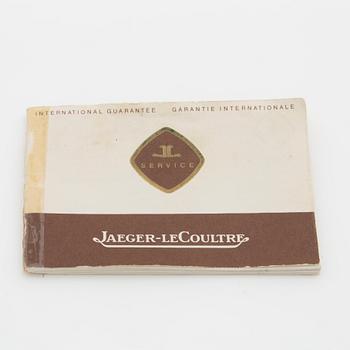 INTERNATIONAL GUARANTEE GARANTIE INTERNATIONALE
SERVICE
JAEGER-LECOULTRE